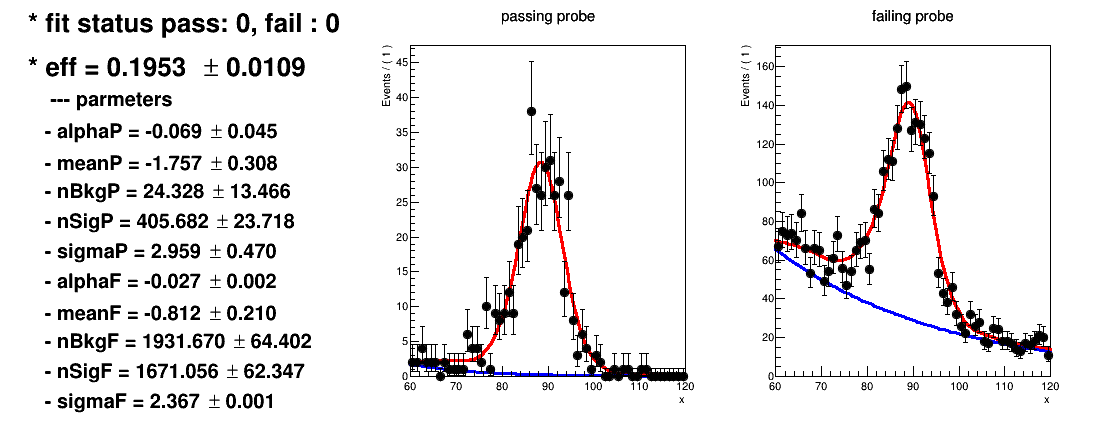 * fit status pass: 0, fail : 0
* eff = 0.1953 ± 0.0109
--- parmeters
- alphaP = -0.069 ± 0.045
- meanP = -1.757 ± 0.308
- nBkgP = 24.328 ± 13.466
- nSigP = 405.682 ± 23.718
- sigmaP = 2.959 ± 0.470
- alphaF = -0.027 ± 0.002
- meanF = -0.812 ± 0.210
- nBkgF = 1931.670 ± 64.402
- nSigF = 1671.056 ± 62.347
- sigmaF = 2.367 ± 0.001
passing probe
Events / ( 1 )
45
40
35
30
25
20
15
10
5
0
60 70 80 90 100 110 120
x
failing probe
Events / ( 1 )
160
140
120
100
80
60
40
20
0
60 70 80 90 100 110 120
x